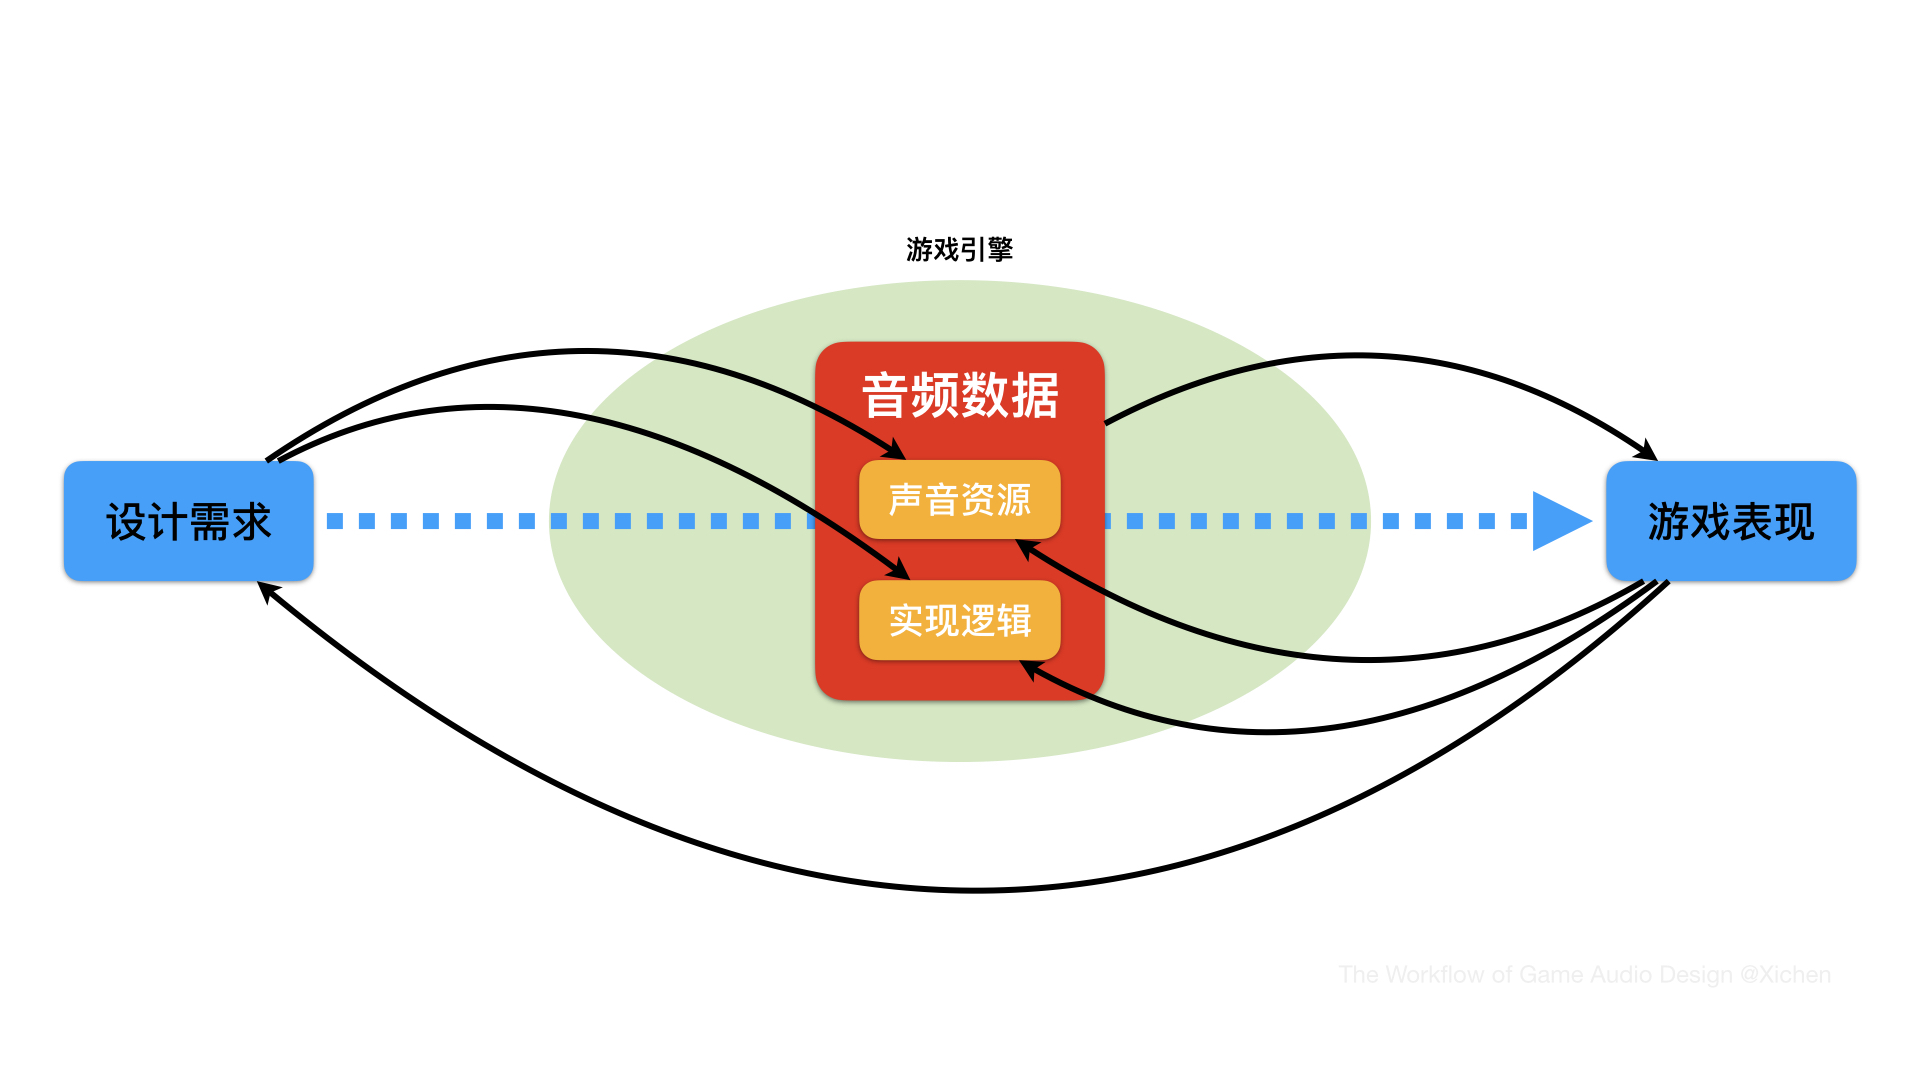 游戏引擎
音频数据
声音资源
设计需求
游戏表现
实现逻辑
The Workflow of Game Audio Design @Xichen